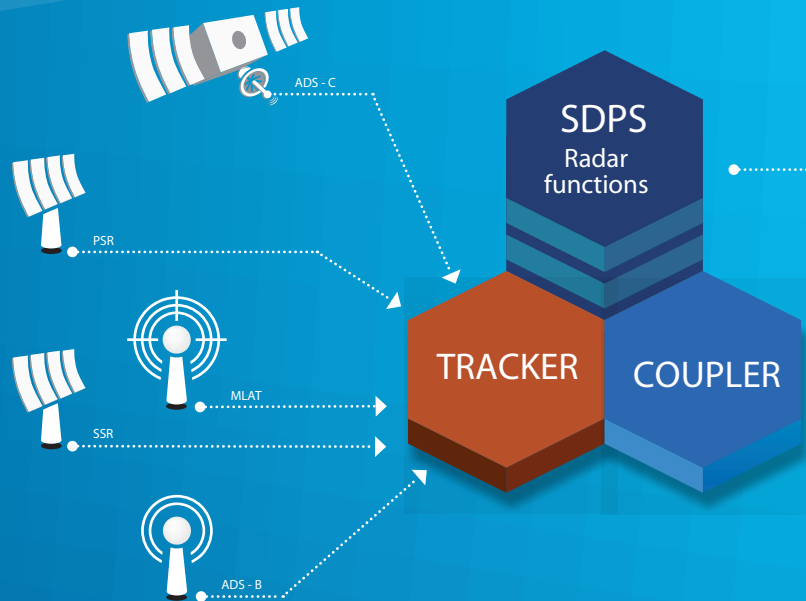 ADS - C
SDPS
Radar
functions
PSR
TRACKER
COUPLER
MLAT
SSR
ADS - B